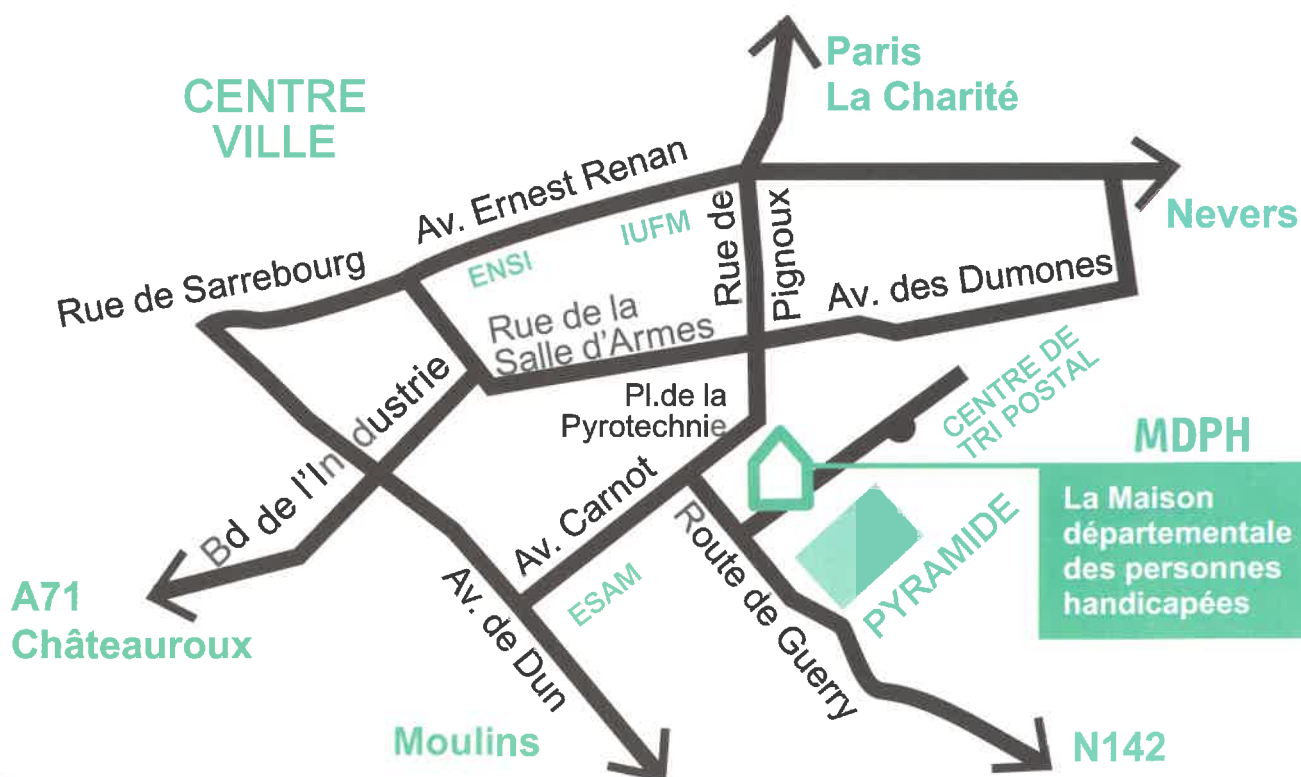 CENTRE
VILLE
Paris
La Charité
Av. Ernest Renan
IUFM
ENSI
Rue de
Pignoux
Nevers
Rue de Sarrebourg
Av. des Dumones
Rue de la
Salle d'Armes
Bd de l'Industrie
Pl.de la
Pyrotechnie
CENTRE DE
TRI POSTAL
MDPH
La Maison
départementale
des personnes
handicapées
Av. Carnot
Route de Guerry
PYRAMIDE
ESAM
Av. de Dun
A71
Châteauroux
Moulins
N142